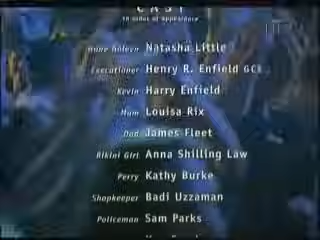 CAST
in order of Appearance
Anne Boleyn Natasha Little
Executioner Henry R. Enfield GCE
Kevin Harry Enfield
Mum Louisa Rix
Dad James Fleet
Bikini Girl Anna Shilling Law
Perry Kathy Burke
Shopkeeper Badi Uzzaman
Policeman Sam Parks